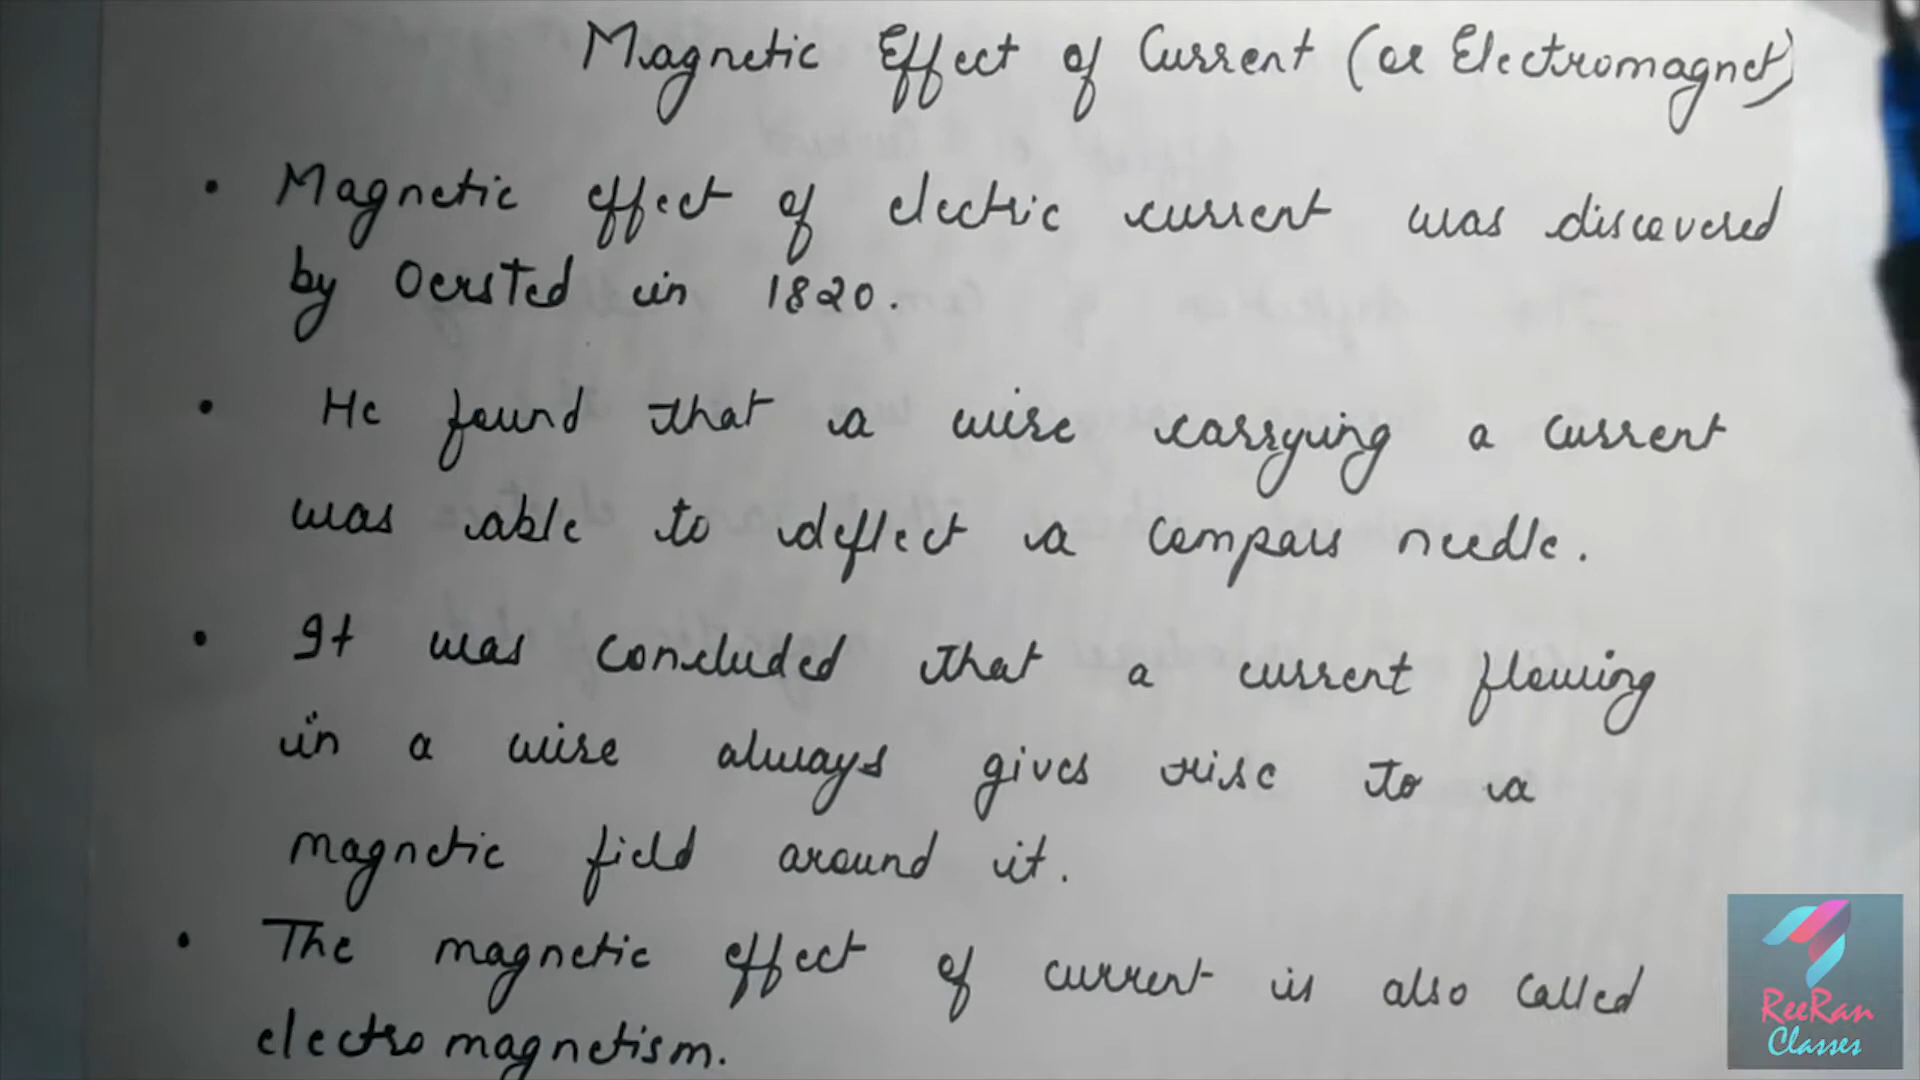 Magnetic Effect of Current (or Electromagnet)
• Magnetic effect of electric current was discovered
by Oersted in 1820.
• He found that a wire carrying a current
was able to deflect a compass needle.
• It was concluded that a current flowing
in a wire always gives rise to a
magnetic field around it.
• The magnetic effect of current is also called
electro magnetism.
ReeRan
Classes